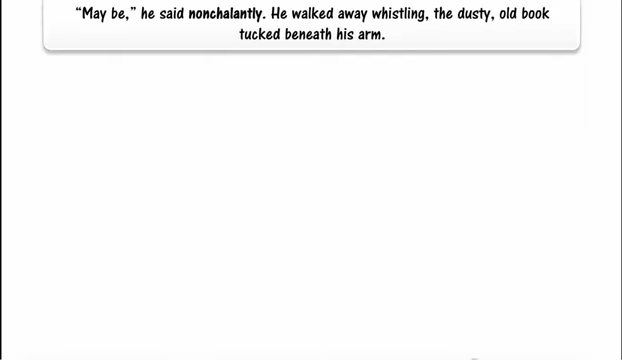 “May be,” he said nonchalantly. He walked away whistling, the dusty, old book
tucked beneath his arm.